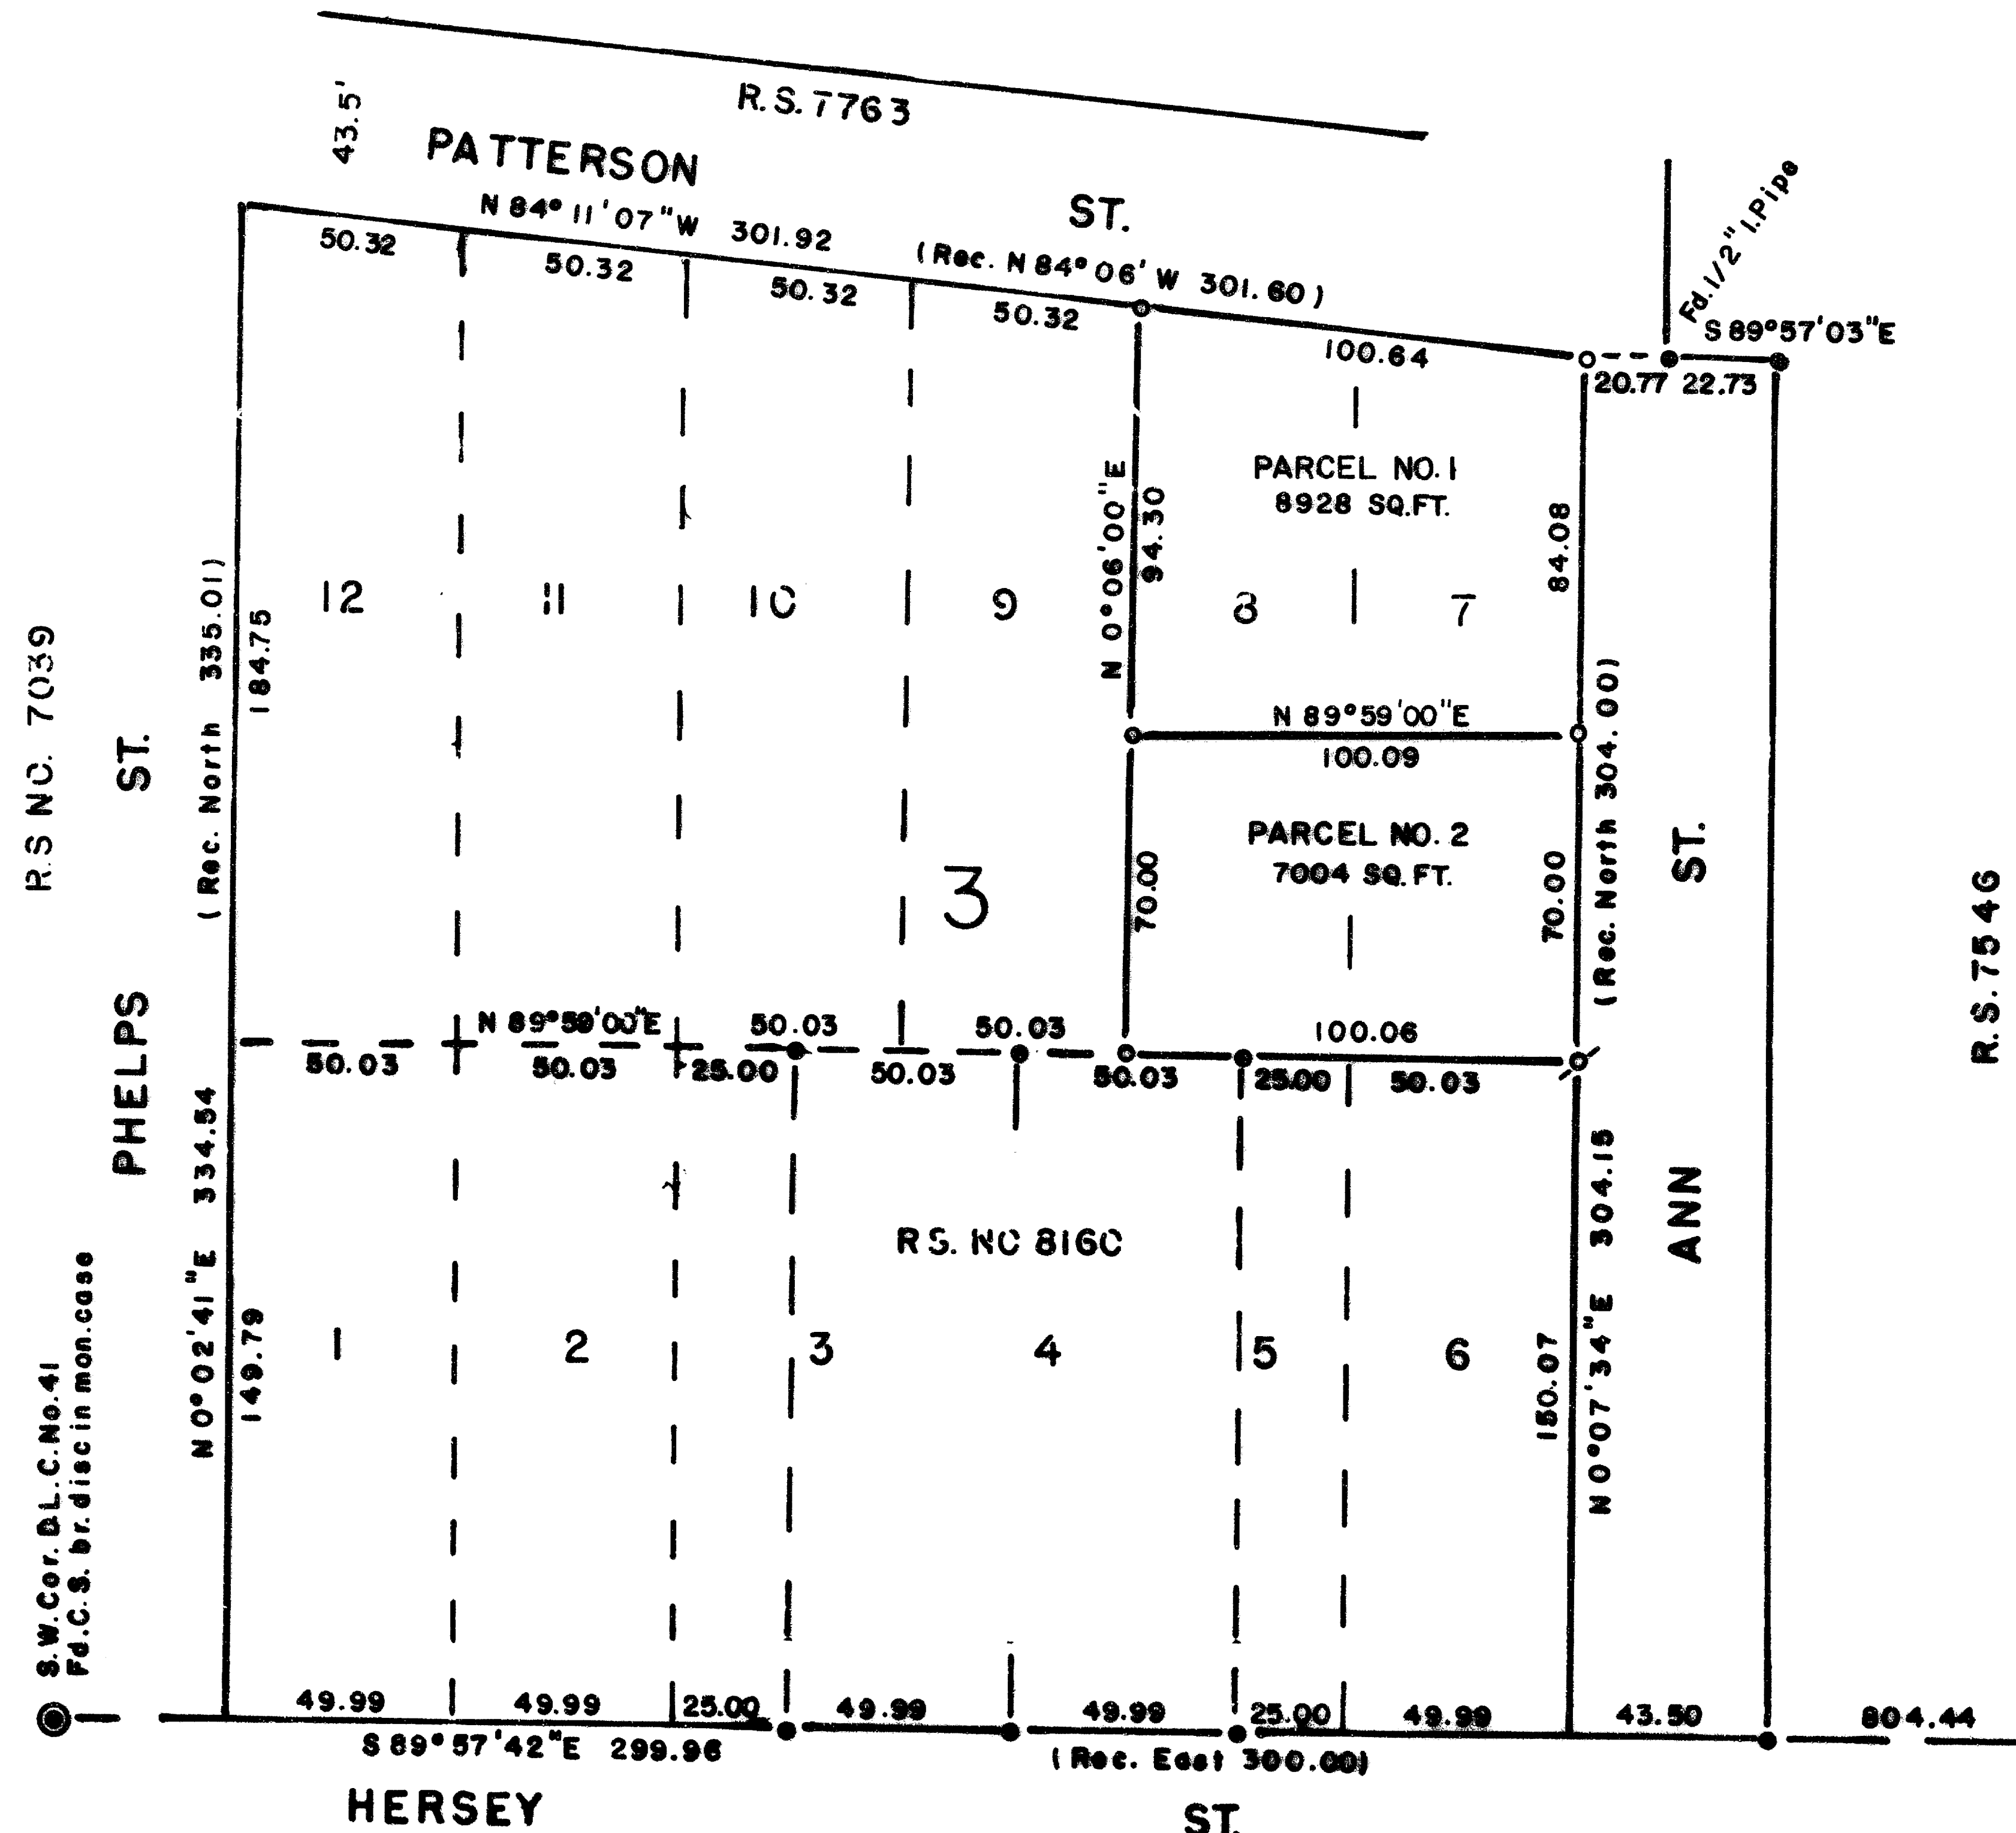 R.S. 7763
43.5'
PATTERSON ST.
N 84° 11' 07" W 301.92
(Rec. N 84° 06' W 301.60)
50.32
50.32
50.32
50.32
100.64
Fd. 1/2" I. Pipe
S 89° 57' 03" E
20.77 22.73
PARCEL NO. 1
8928 SQ. FT.
N 0° 06' 00" E
94.30
84.08
12
11
10
9
8
7
(Rec. North 335.01)
184.75
R.S NO. 7039
PHELPS ST.
N 89° 59' 00" E
100.09
PARCEL NO. 2
7004 SQ. FT.
70.00
70.00
(Rec. North 304.00)
ANN ST.
R.S. 7546
3
N 89° 59' 00" E
50.03
50.03
100.06
50.03
50.03
25.00
50.03
50.03
25.00
50.03
N 0° 02' 41" E 334.54
149.79
R S. NO 8160
1
2
3
4
5
6
150.07
N 0° 07' 34" E 304.15
S.W. Cor. D.L.C. No. 41
Fd. C.S. br. disc in mon. case
49.99
49.99
25.00
49.99
49.99
25.00
49.99
43.50
804.44
S 89° 57' 42" E 299.96
(Rec. East 300.00)
HERSEY ST.